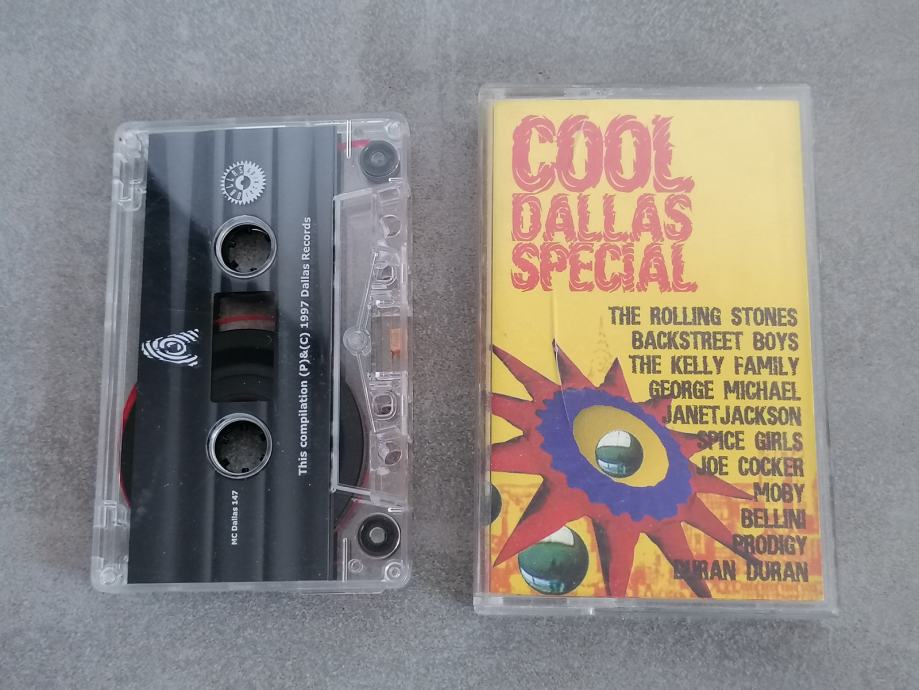 DALLAS
This compilation (P)&(C) 1997 Dallas Records
MC Dallas 147
COOL
DALLAS
SPECIAL
THE ROLLING STONES
BACKSTREET BOYS
THE KELLY FAMILY
GEORGE MICHAEL
JANETJACKSON
SPICE GIRLS
JOE COCKER
MOBY
BELLINI
PRODIGY
DURAN DURAN